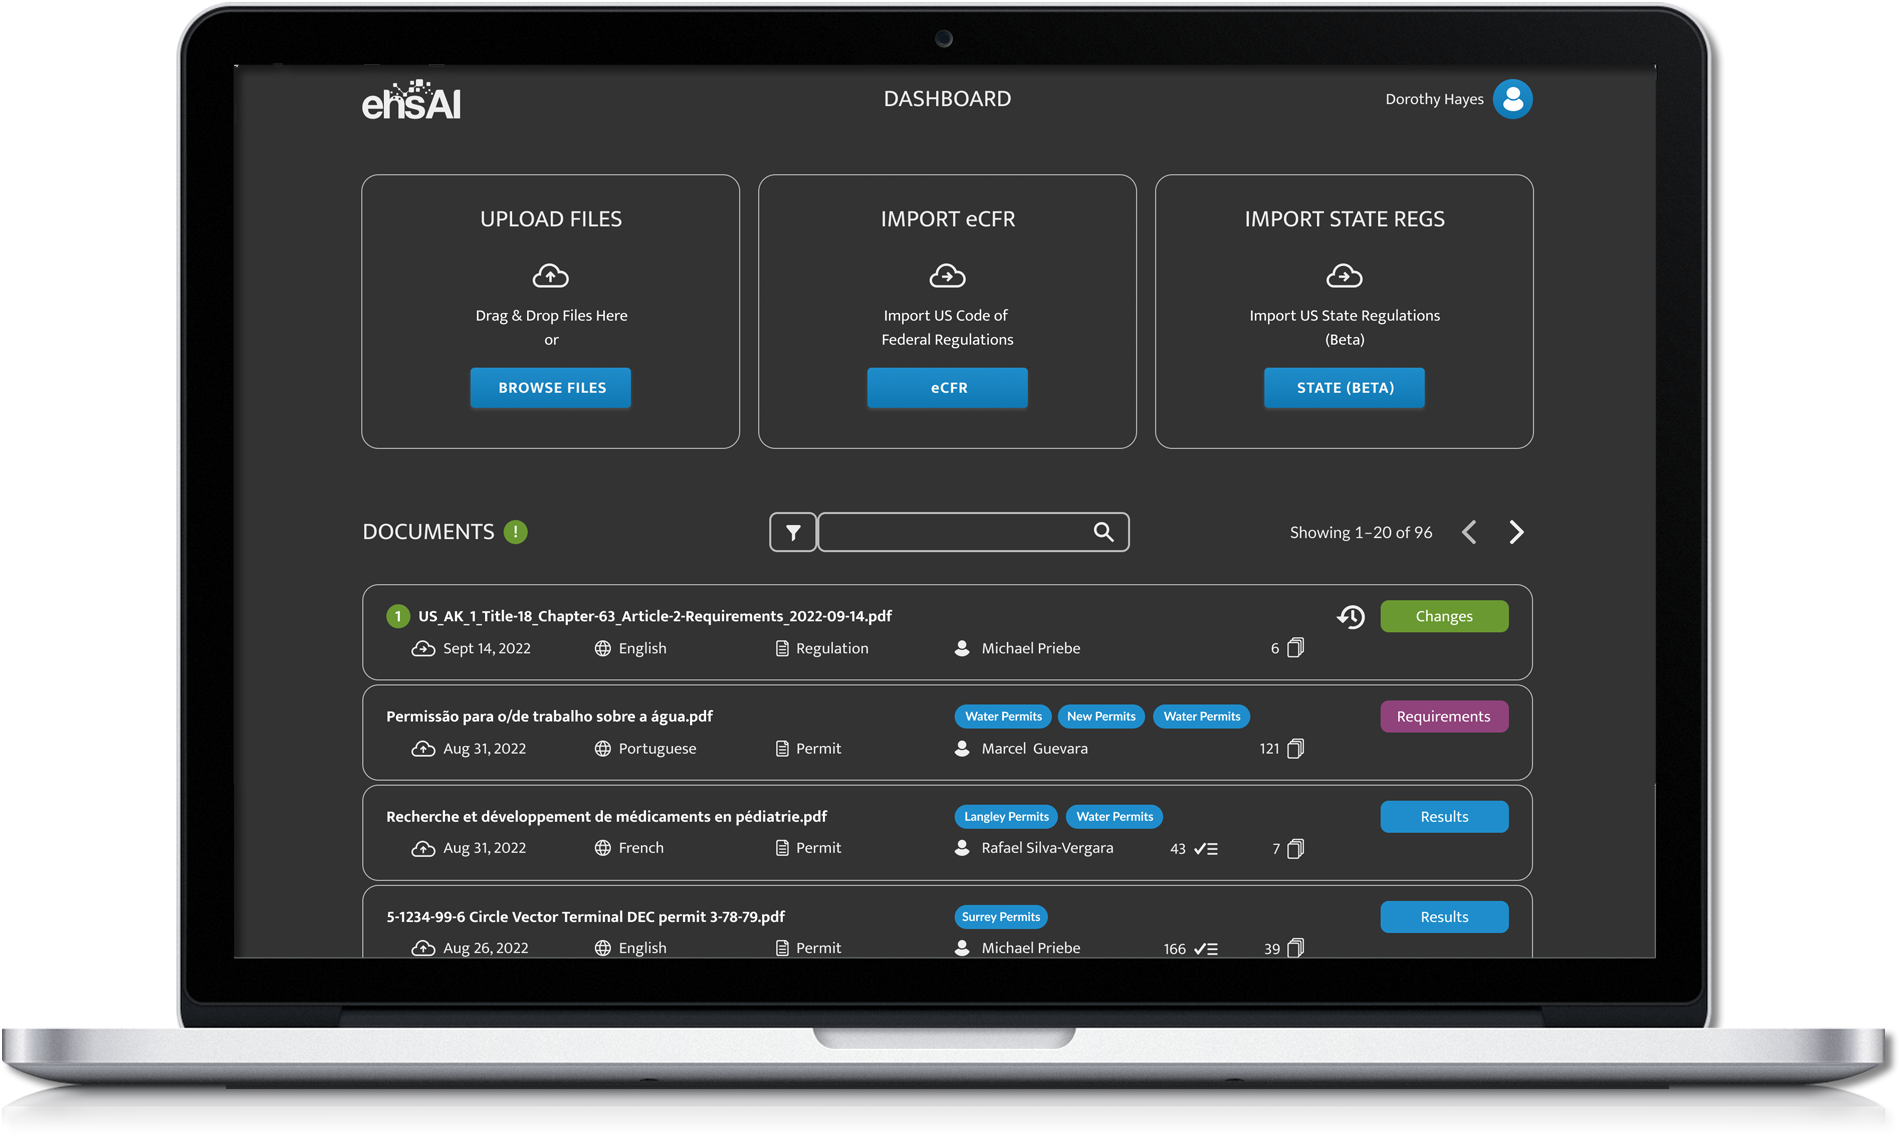 ehsAI
DASHBOARD
Dorothy Hayes
UPLOAD FILES
Drag & Drop Files Here
or
BROWSE FILES
IMPORT eCFR
Import US Code of
Federal Regulations
eCFR
IMPORT STATE REGS
Import US State Regulations
(Beta)
STATE (BETA)
DOCUMENTS !
Showing 1–20 of 96
1 US_AK_1_Title-18_Chapter-63_Article-2-Requirements_2022-09-14.pdf Changes
Sept 14, 2022 English Regulation Michael Priebe 6
Permissão para o/de trabalho sobre a água.pdf Water Permits New Permits Water Permits Requirements
Aug 31, 2022 Portuguese Permit Marcel Guevara 121
Recherche et développement de médicaments en pédiatrie.pdf Langley Permits Water Permits Results
Aug 31, 2022 French Permit Rafael Silva-Vergara 43 7
5-1234-99-6 Circle Vector Terminal DEC permit 3-78-79.pdf Surrey Permits Results
Aug 26, 2022 English Permit Michael Priebe 166 39